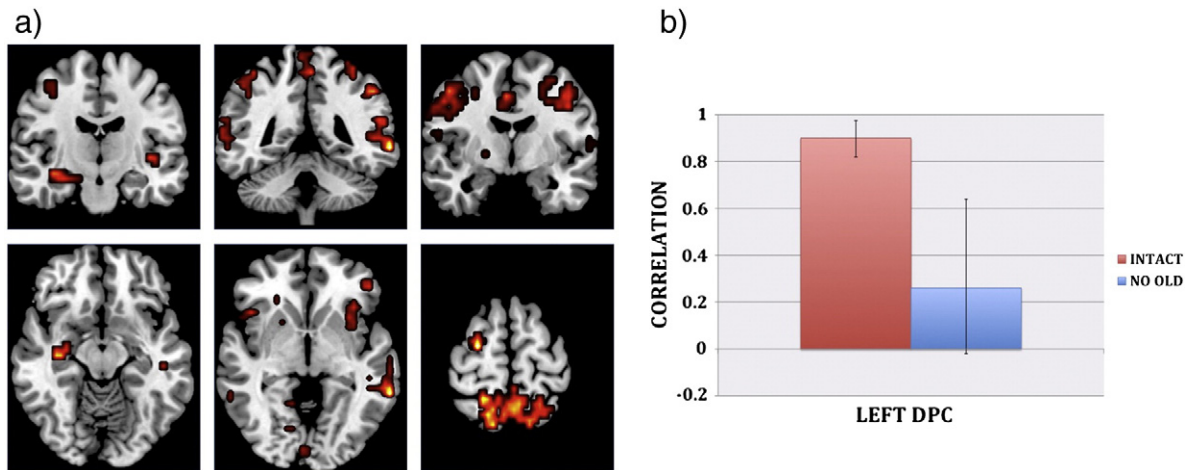 a)
b)
CORRELATION
1
0.8
0.6
0.4
0.2
0
-0.2
LEFT DPC
INTACT
NO OLD